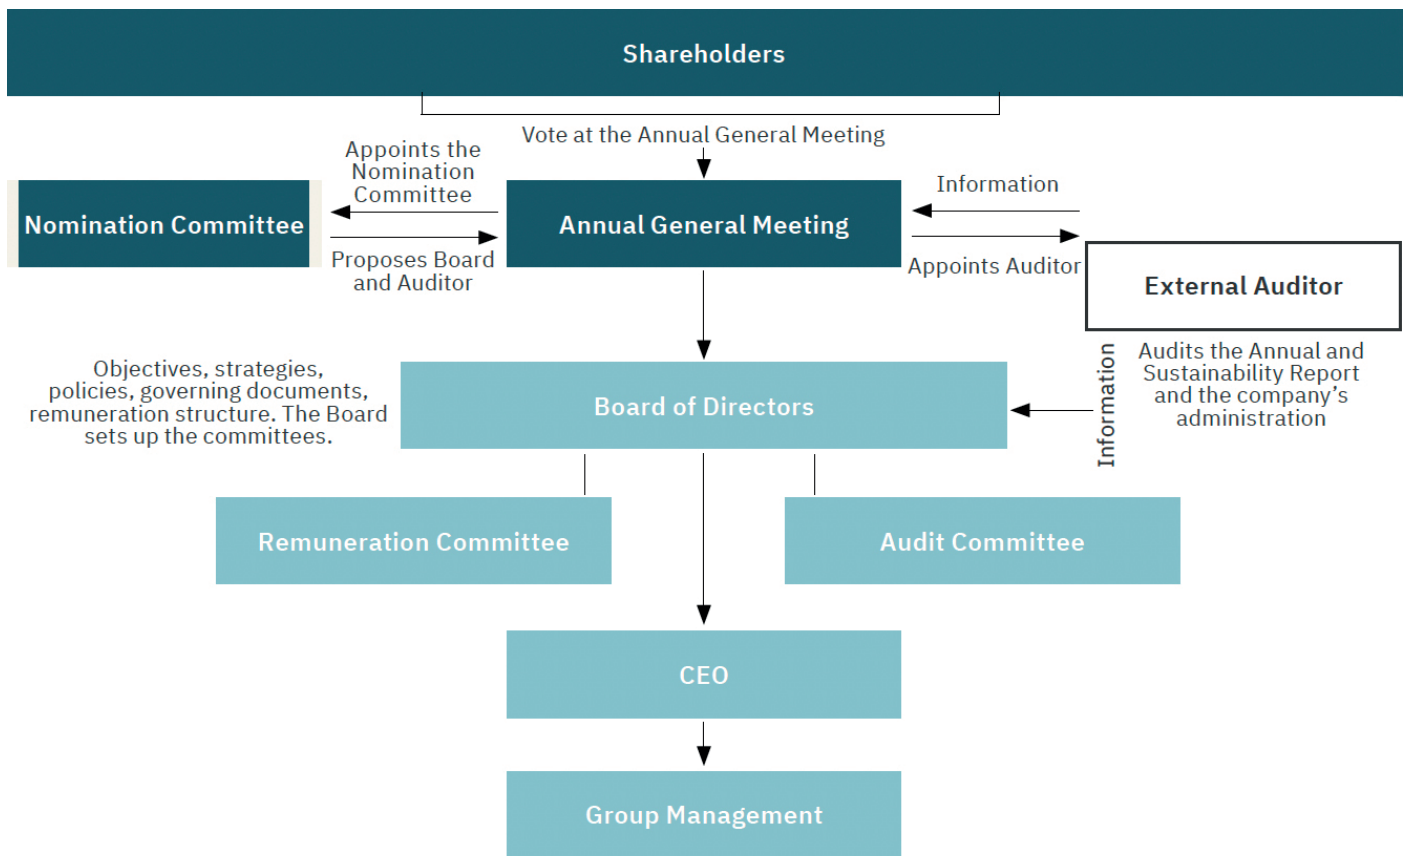 Shareholders
Vote at the Annual General Meeting
Appoints the
Nomination
Committee
Information
Nomination Committee
Annual General Meeting
Proposes Board
and Auditor
Appoints Auditor
External Auditor
Objectives, strategies,
policies, governing documents,
remuneration structure. The Board
sets up the committees.
Board of Directors
Information
Audits the Annual and
Sustainability Report
and the company's
administration
Remuneration Committee
Audit Committee
CEO
Group Management